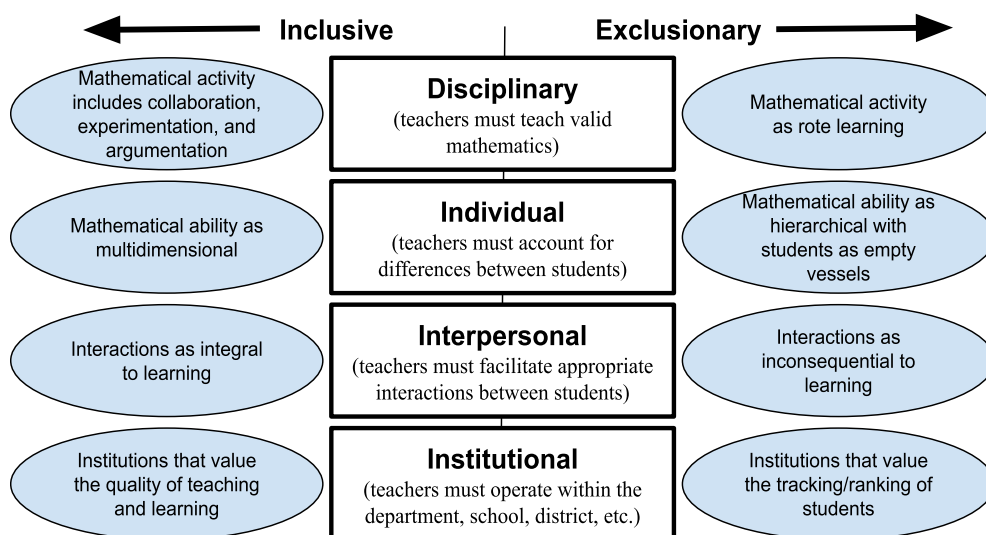 Inclusive
Exclusionary
Mathematical activity
includes collaboration,
experimentation, and
argumentation
Disciplinary
(teachers must teach valid
mathematics)
Mathematical activity
as rote learning
Mathematical ability as
multidimensional
Individual
(teachers must account for
differences between students)
Mathematical ability as
hierarchical with
students as empty
vessels
Interactions as integral
to learning
Interpersonal
(teachers must facilitate appropriate
interactions between students)
Interactions as
inconsequential to
learning
Institutions that value
the quality of teaching
and learning
Institutional
(teachers must operate within the
department, school, district, etc.)
Institutions that value
the tracking/ranking of
students